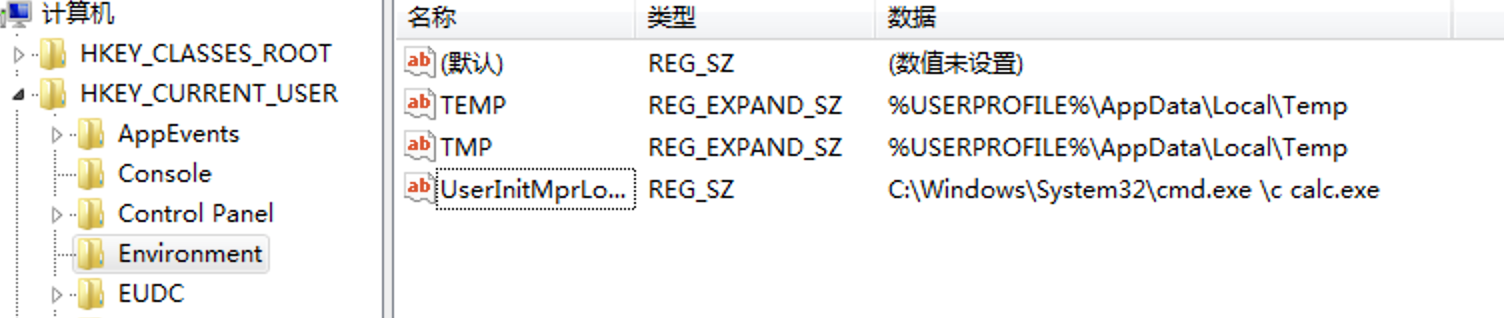 计算机
HKEY_CLASSES_ROOT
HKEY_CURRENT_USER
AppEvents
Console
Control Panel
Environment
EUDC
名称 类型 数据
(默认) REG_SZ (数值未设置)
TEMP REG_EXPAND_SZ %USERPROFILE%\AppData\Local\Temp
TMP REG_EXPAND_SZ %USERPROFILE%\AppData\Local\Temp
UserInitMprLo... REG_SZ C:\Windows\System32\cmd.exe \c calc.exe